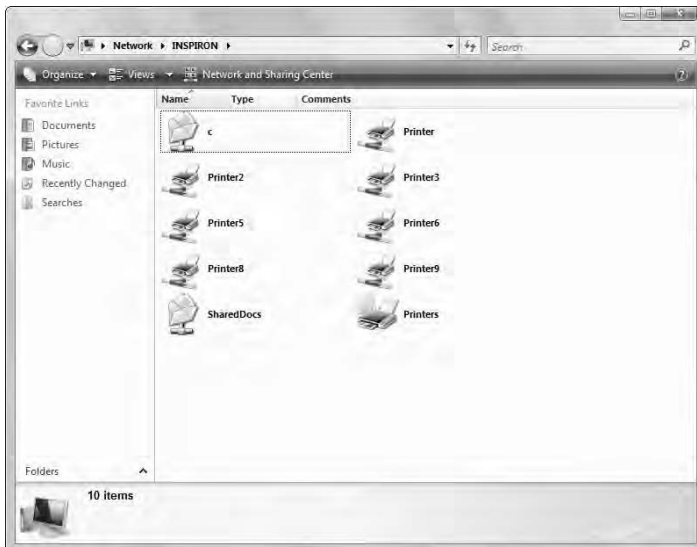 Network ▸ INSPIRON ▸ Search
Organize Views Network and Sharing Center
Favorite Links
Documents
Pictures
Music
Recently Changed
Searches
Folders
Name Type Comments
c Printer
Printer2 Printer3
Printer5 Printer6
Printer8 Printer9
SharedDocs Printers
10 items